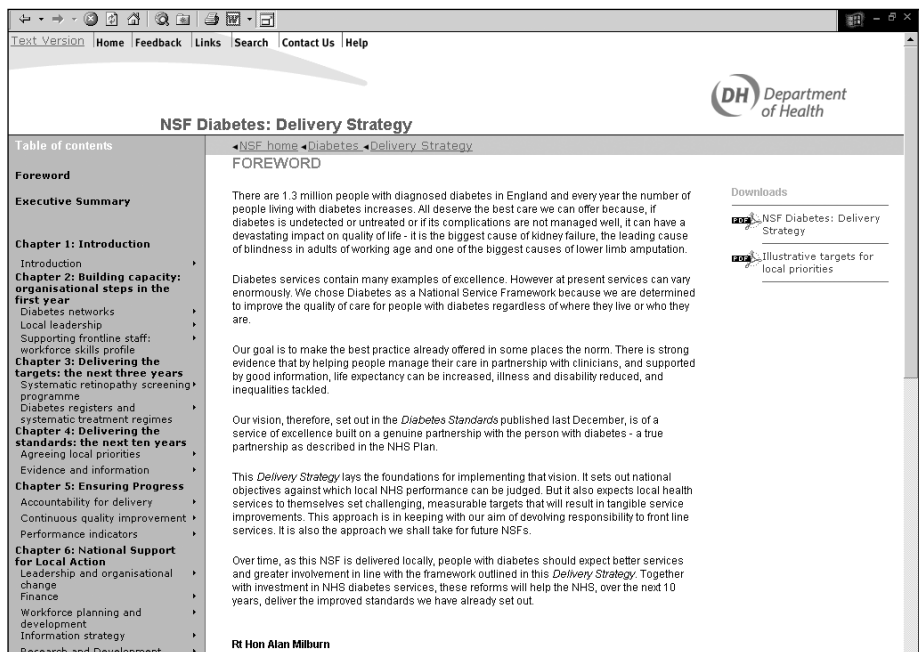 Text Version Home Feedback Links Search Contact Us Help
DH Department
of Health
NSF Diabetes: Delivery Strategy
Table of contents
Foreword
Executive Summary
Chapter 1: Introduction
Introduction
Chapter 2: Building capacity:
organisational steps in the
first year
Diabetes networks
Local leadership
Supporting frontline staff:
workforce skills profile
Chapter 3: Delivering the
targets: the next three years
Systematic retinopathy screening
programme
Diabetes registers and
systematic treatment regimes
Chapter 4: Delivering the
standards: the next ten years
Agreeing local priorities
Evidence and information
Chapter 5: Ensuring Progress
Accountability for delivery
Continuous quality improvement
Performance indicators
Chapter 6: National Support
for Local Action
Leadership and organisational
change
Finance
Workforce planning and
development
Information strategy
Research and Development
NSF home Diabetes Delivery Strategy
FOREWORD
There are 1.3 million people with diagnosed diabetes in England and every year the number of
people living with diabetes increases. All deserve the best care we can offer because, if
diabetes is undetected or untreated or if its complications are not managed well, it can have a
devastating impact on quality of life - it is the biggest cause of kidney failure, the leading cause
of blindness in adults of working age and one of the biggest causes of lower limb amputation.
Diabetes services contain many examples of excellence. However at present services can vary
enormously. We chose Diabetes as a National Service Framework because we are determined
to improve the quality of care for people with diabetes regardless of where they live or who they
are.
Our goal is to make the best practice already offered in some places the norm. There is strong
evidence that by helping people manage their care in partnership with clinicians, and supported
by good information, life expectancy can be increased, illness and disability reduced, and
inequalities tackled.
Our vision, therefore, set out in the Diabetes Standards published last December, is of a
service of excellence built on a genuine partnership with the person with diabetes - a true
partnership as described in the NHS Plan.
This Delivery Strategy lays the foundations for implementing that vision. It sets out national
objectives against which local NHS performance can be judged. But it also expects local health
services to themselves set challenging, measurable targets that will result in tangible service
improvements. This approach is in keeping with our aim of devolving responsibility to front line
services. It is also the approach we shall take for future NSFs.
Over time, as this NSF is delivered locally, people with diabetes should expect better services
and greater involvement in line with the framework outlined in this Delivery Strategy. Together
with investment in NHS diabetes services, these reforms will help the NHS, over the next 10
years, deliver the improved standards we have already set out.
Rt Hon Alan Milburn
Downloads
PDF NSF Diabetes: Delivery
Strategy
PDF Illustrative targets for
local priorities